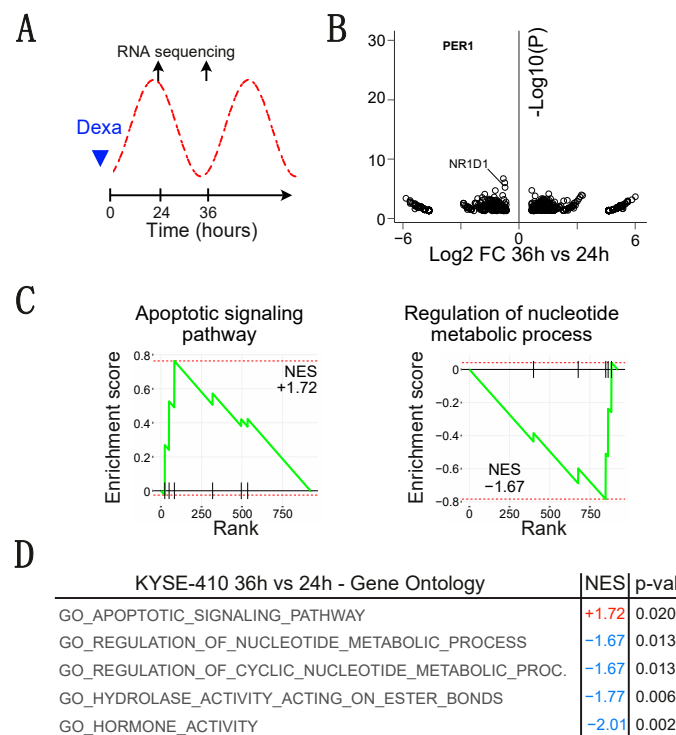 A
RNA sequencing
Dexa
0 24 36
Time (hours)
B
-Log10(P)
30
20
10
0
PER1
NR1D1
−6 0 6
Log2 FC 36h vs 24h
C
Apoptotic signaling
pathway
Enrichment score
0.8
0.6
0.4
0.2
0
NES
+1.72
0 250 500 750
Rank
Regulation of nucleotide
metabolic process
Enrichment score
0
−0.2
−0.4
−0.6
−0.8
NES
−1.67
0 250 500 750
Rank
D
KYSE-410 36h vs 24h - Gene Ontology NES p-val
GO_APOPTOTIC_SIGNALING_PATHWAY +1.72 0.020
GO_REGULATION_OF_NUCLEOTIDE_METABOLIC_PROCESS −1.67 0.013
GO_REGULATION_OF_CYCLIC_NUCLEOTIDE_METABOLIC_PROC. −1.67 0.013
GO_HYDROLASE_ACTIVITY_ACTING_ON_ESTER_BONDS −1.77 0.006
GO_HORMONE_ACTIVITY −2.01 0.002